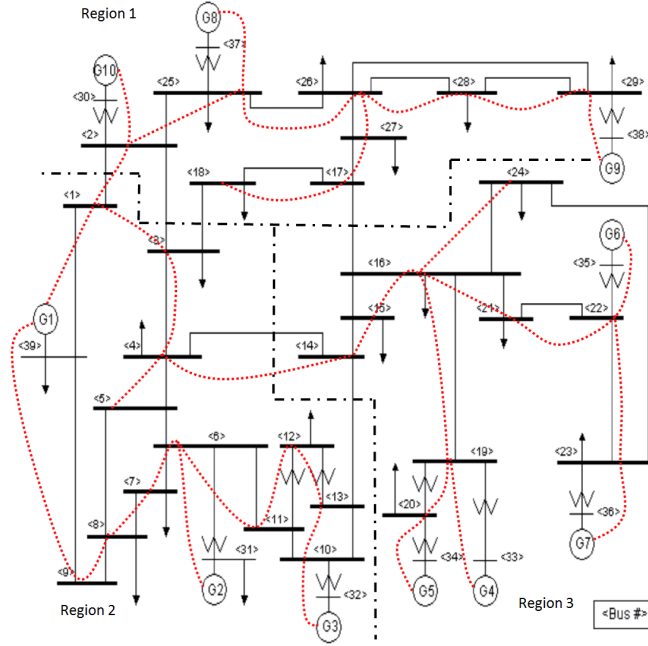 Region 1
G8
<37>
G10
<25>
<26>
<28>
<29>
<30>
<2>
<27>
<38>
G9
<18>
<17>
<24>
<1>
<3>
G6
<16>
<35>
G1
<15>
<21>
<22>
<39>
<4>
<14>
<5>
<6>
<12>
<7>
<19>
<23>
<13>
<20>
<36>
<8>
<11>
G7
<31>
<10>
<34>
<33>
<9>
G2
<32>
G5
G4
Region 2
Region 3
G3
<Bus #>